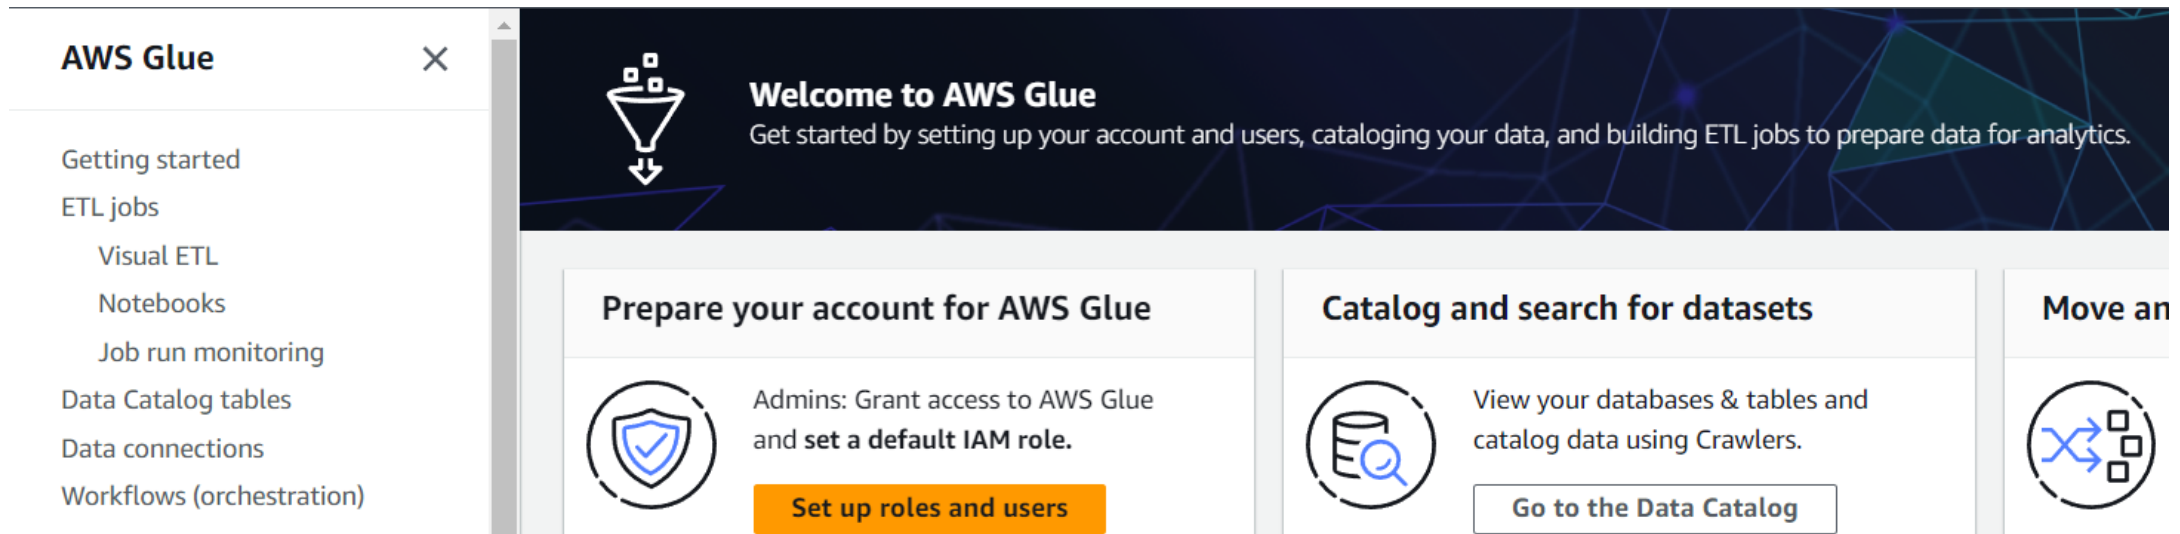 AWS Glue
Getting started
ETL jobs
Visual ETL
Notebooks
Job run monitoring
Data Catalog tables
Data connections
Workflows (orchestration)
Welcome to AWS Glue
Get started by setting up your account and users, cataloging your data, and building ETL jobs to prepare data for analytics.
Prepare your account for AWS Glue
Admins: Grant access to AWS Glue
and set a default IAM role.
Set up roles and users
Catalog and search for datasets
View your databases & tables and
catalog data using Crawlers.
Go to the Data Catalog
Move an